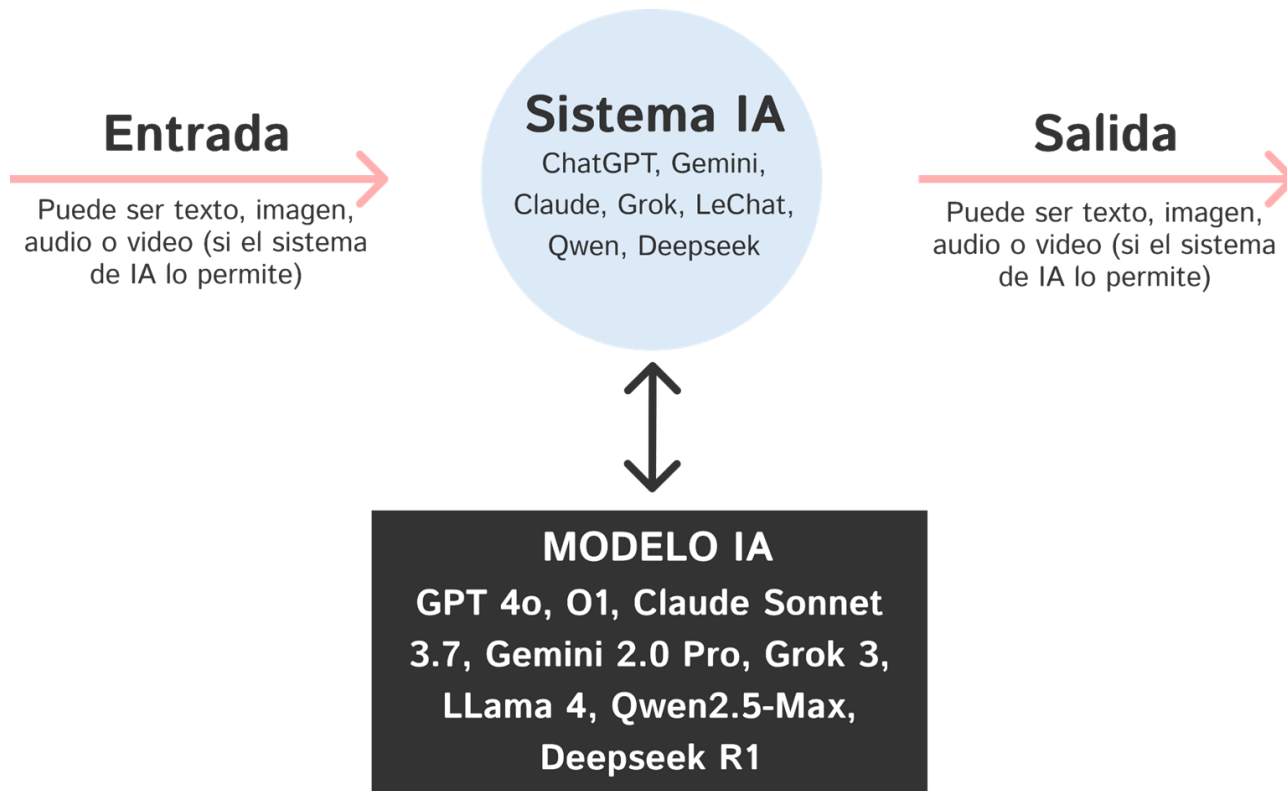 Entrada
Puede ser texto, imagen,
audio o video (si el sistema
de IA lo permite)
Sistema IA
ChatGPT, Gemini,
Claude, Grok, LeChat,
Qwen, Deepseek
Salida
Puede ser texto, imagen,
audio o video (si el sistema
de IA lo permite)
MODELO IA
GPT 4o, O1, Claude Sonnet
3.7, Gemini 2.0 Pro, Grok 3,
LLama 4, Qwen2.5-Max,
Deepseek R1